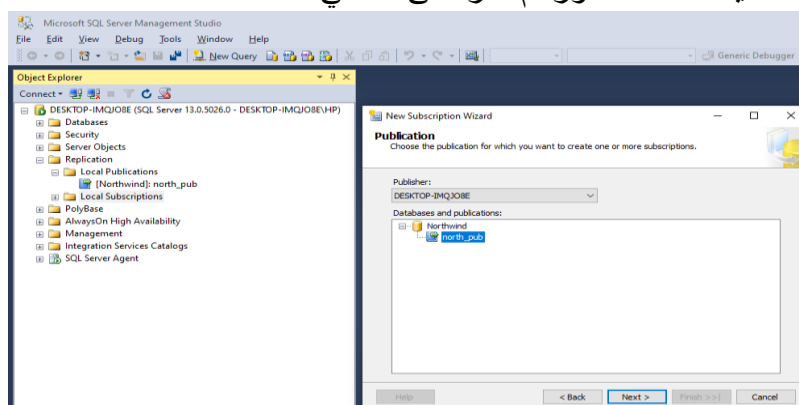 Microsoft SQL Server Management Studio
File Edit View Debug Tools Window Help
New Query
Generic Debugger
Object Explorer
Connect
DESKTOP-IMQJO8E (SQL Server 13.0.5026.0 - DESKTOP-IMQJO8E\HP)
Databases
Security
Server Objects
Replication
Local Publications
[Northwind]: north_pub
Local Subscriptions
PolyBase
AlwaysOn High Availability
Management
Integration Services Catalogs
SQL Server Agent
New Subscription Wizard
Publication
Choose the publication for which you want to create one or more subscriptions.
Publisher:
DESKTOP-IMQJO8E
Databases and publications:
Northwind
north_pub
Help
< Back
Next >
Finish >>|
Cancel